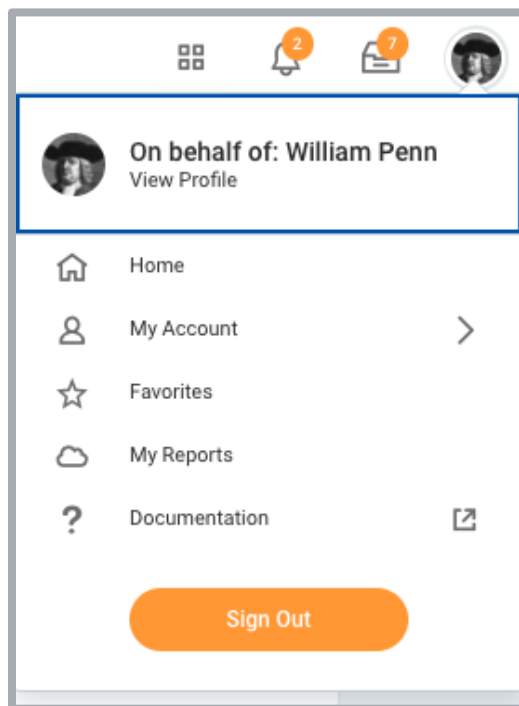 2
7
On behalf of: William Penn
View Profile
Home
My Account
Favorites
My Reports
Documentation
Sign Out